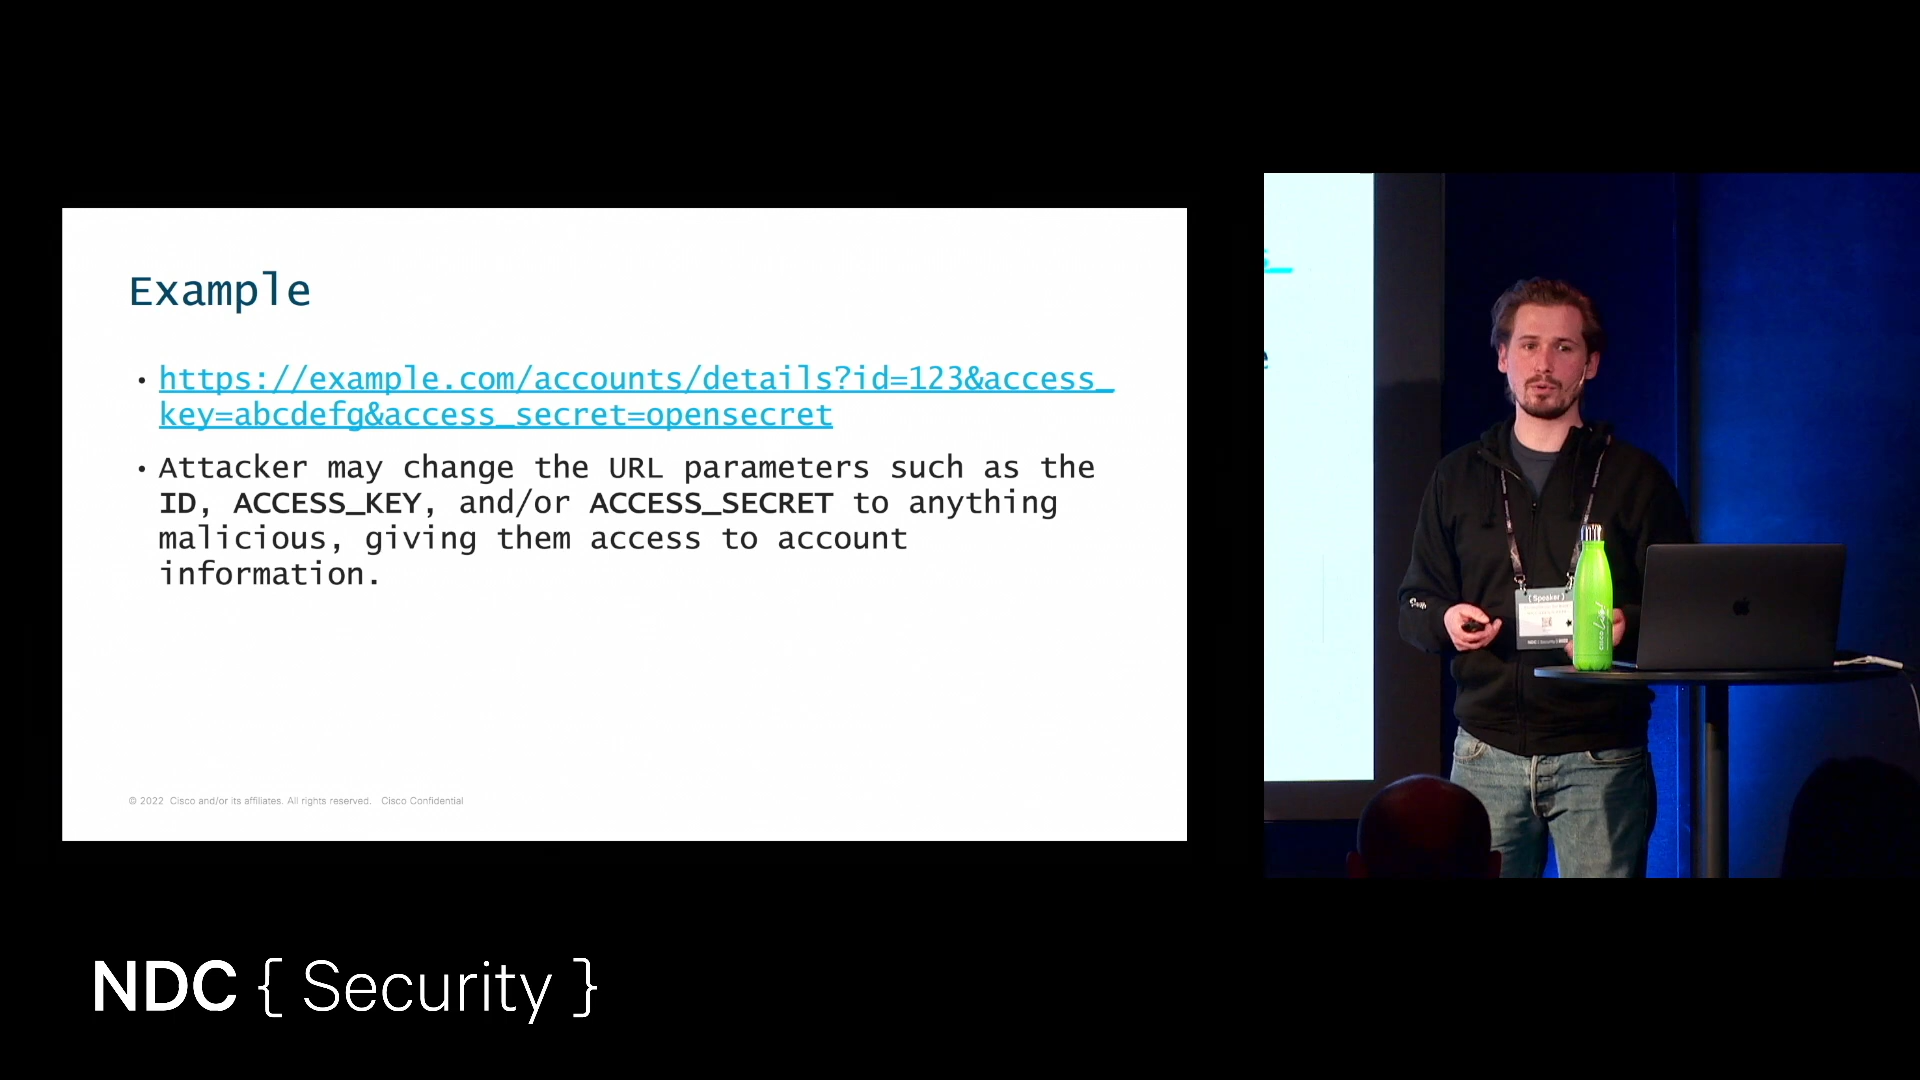 Example
• https://example.com/accounts/details?id=123&access_
key=abcdefg&access_secret=opensecret
• Attacker may change the URL parameters such as the
ID, ACCESS_KEY, and/or ACCESS_SECRET to anything
malicious, giving them access to account
information.
© 2022 Cisco and/or its affiliates. All rights reserved. Cisco Confidential
{ Speaker }
NDC { Security }